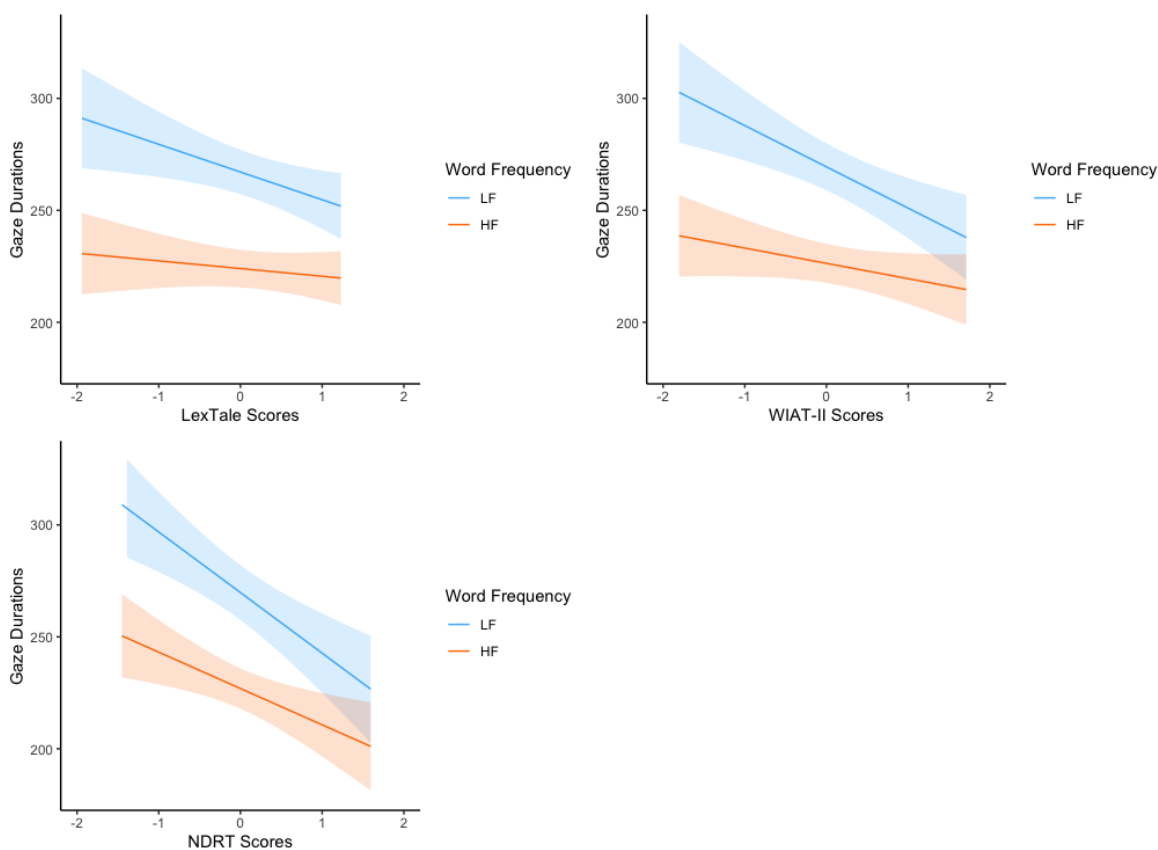 300
250
200
Gaze Durations
-2 -1 0 1 2
LexTale Scores
Word Frequency
LF
HF
300
250
200
Gaze Durations
-2 -1 0 1 2
WIAT-II Scores
Word Frequency
LF
HF
300
250
200
Gaze Durations
-2 -1 0 1 2
NDRT Scores
Word Frequency
LF
HF